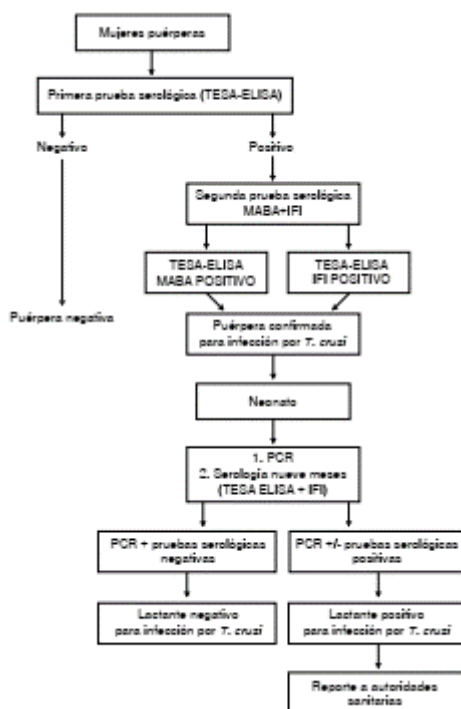 Mujeres puérperas
Primera prueba serológica (TESA-ELISA)
Negativo
Positivo
Segunda prueba serológica
MABA+IFI
TESA-ELISA
MABA POSITIVO
TESA-ELISA
IFI POSITIVO
Puérpera negativa
Puérpera confirmada
para infección por T. cruzi
Neonato
1. PCR
2. Serología nueve meses
(TESA ELISA + IFI)
PCR + pruebas serológicas
negativas
PCR +/- pruebas serológicas
positivas
Lactante negativo
para infección por T. cruzi
Lactante positivo
para infección por T. cruzi
Reporte a autoridades
sanitarias